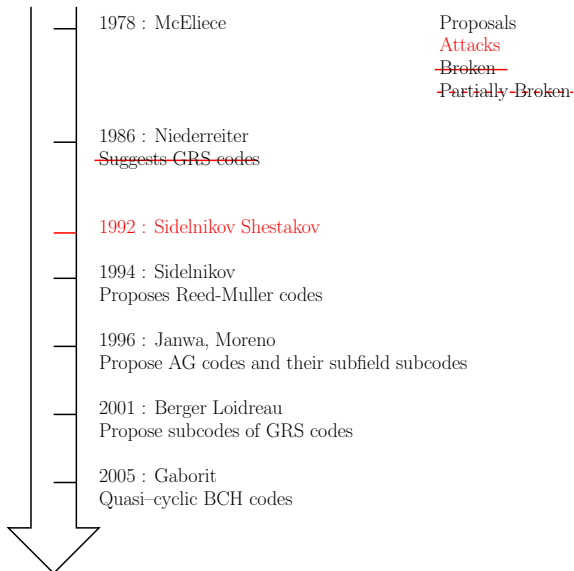 1978 : McEliece
Proposals
Attacks
Broken
Partially Broken
1986 : Niederreiter
Suggests GRS codes
1992 : Sidelnikov Shestakov
1994 : Sidelnikov
Proposes Reed-Muller codes
1996 : Janwa, Moreno
Propose AG codes and their subfield subcodes
2001 : Berger Loidreau
Propose subcodes of GRS codes
2005 : Gaborit
Quasi–cyclic BCH codes